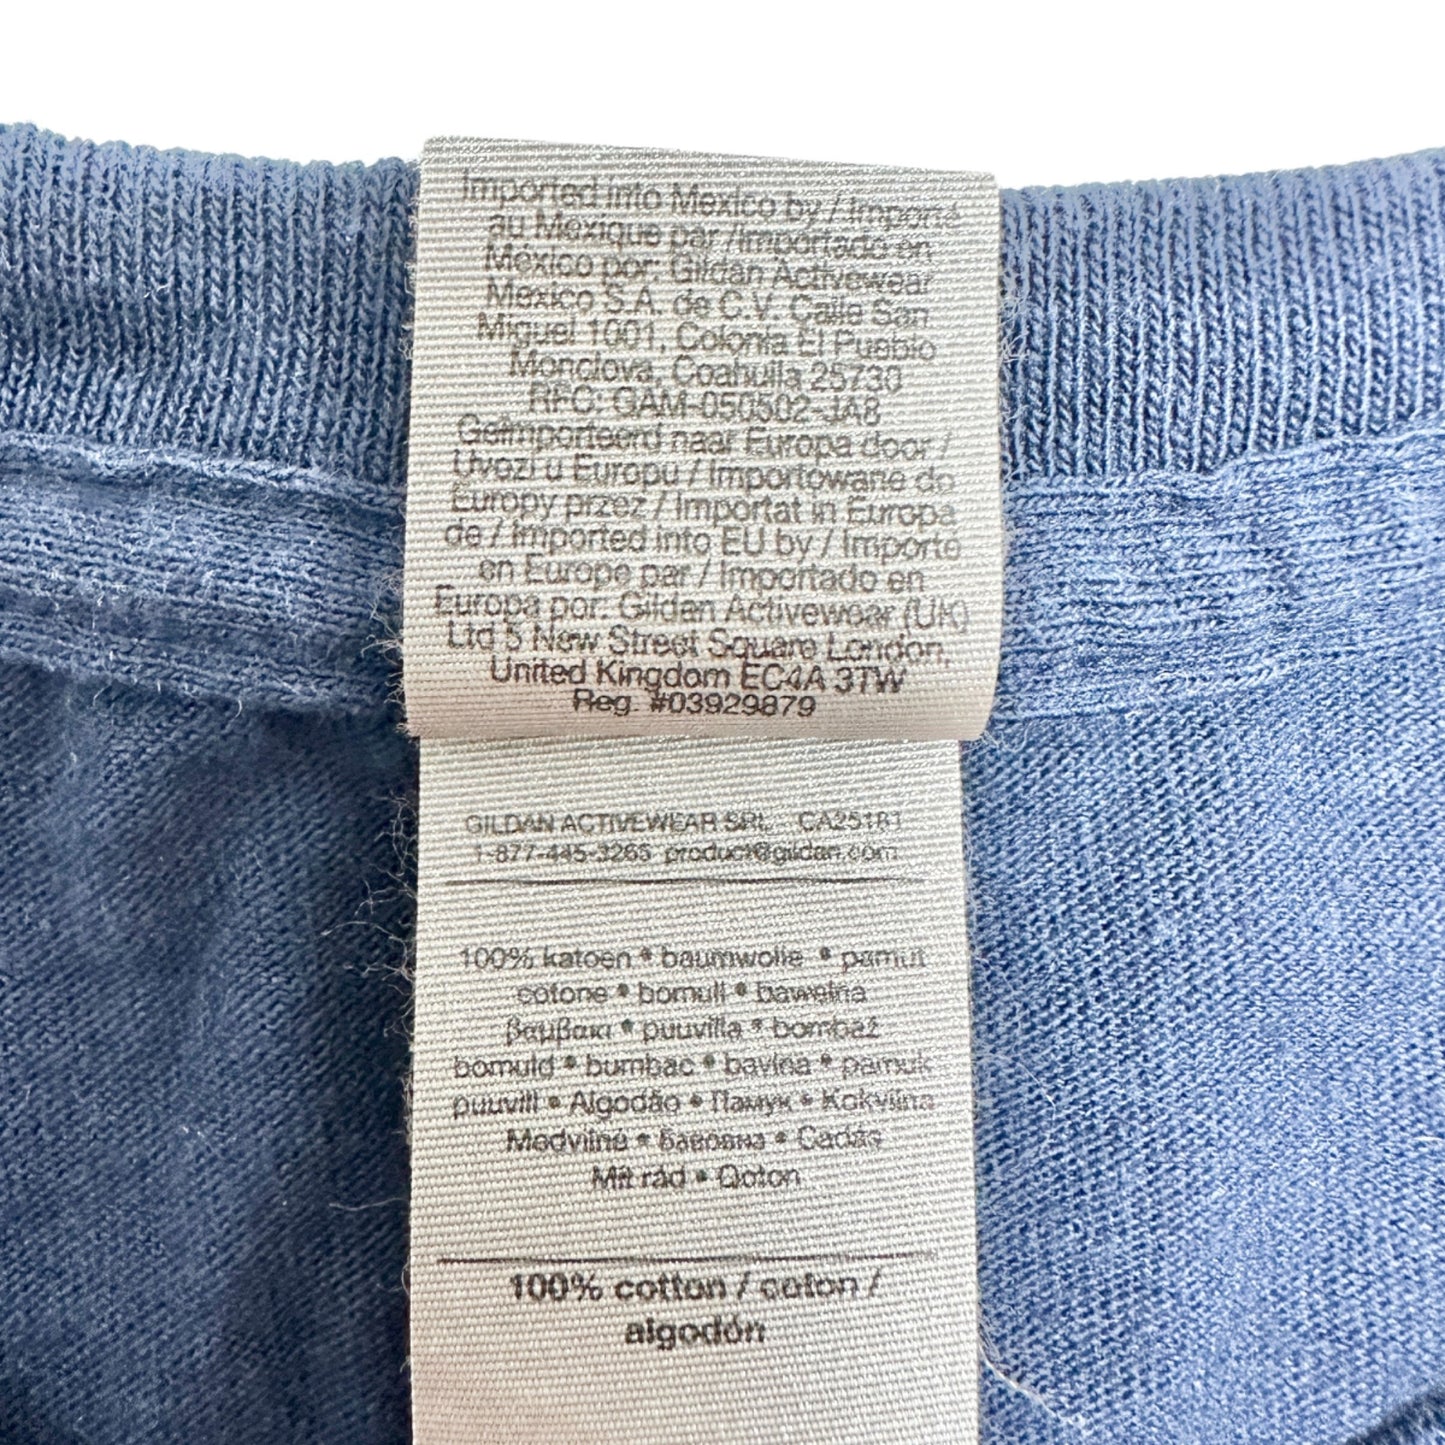 Imported into Mexico by / Importé
au Mexique par /Importado en
México por: Gildan Activewear
Mexico S.A. de C.V. Calle San
Miguel 1001, Colonia El Pueblo
Monclova, Coahuila 25730
RFC: GAM-050502-JA8
Geïmporteerd naar Europa door /
Uvozi u Europu / Importowane do
Europy przez / Importat in Europa
de / Imported into EU by / Importé
en Europe par / Importado en
Europa por: Gildan Activewear (UK)
Ltd 5 New Street Square London,
United Kingdom EC4A 3TW
Reg. #03929879
GILDAN ACTIVEWEAR SRL CA25181
1-877-445-3265 product@gildan.com
100% katoen • baumwolle • pamut
cotone • bomull • bawełna
βαμβακι • puuvilla • bombaž
bomuld • bumbac • bavlna • pamuk
puuvill • Algodão • Памук • Kokvilna
Medvilnė • бавовна • Cadás
Mit rád • Qoton
100% cotton / coton /
algodón